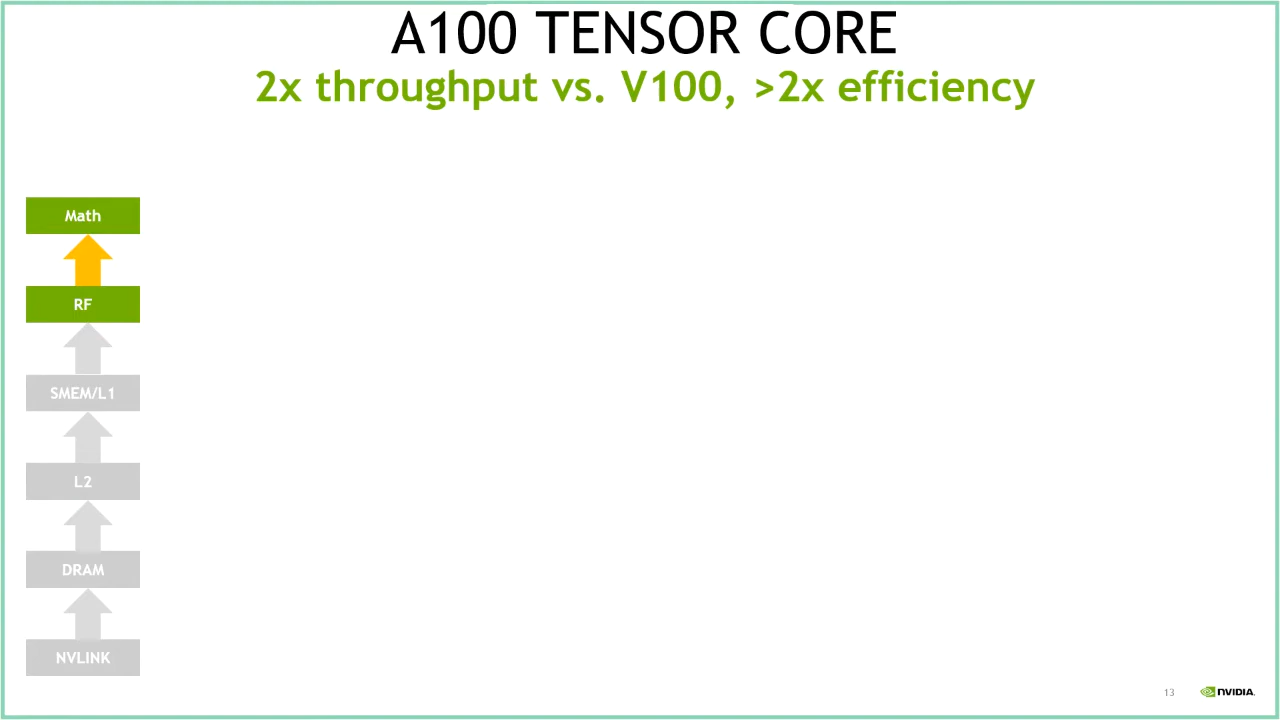 A100 TENSOR CORE
2x throughput vs. V100, >2x efficiency
Math
RF
SMEM/L1
L2
DRAM
NVLINK
13
NVIDIA.